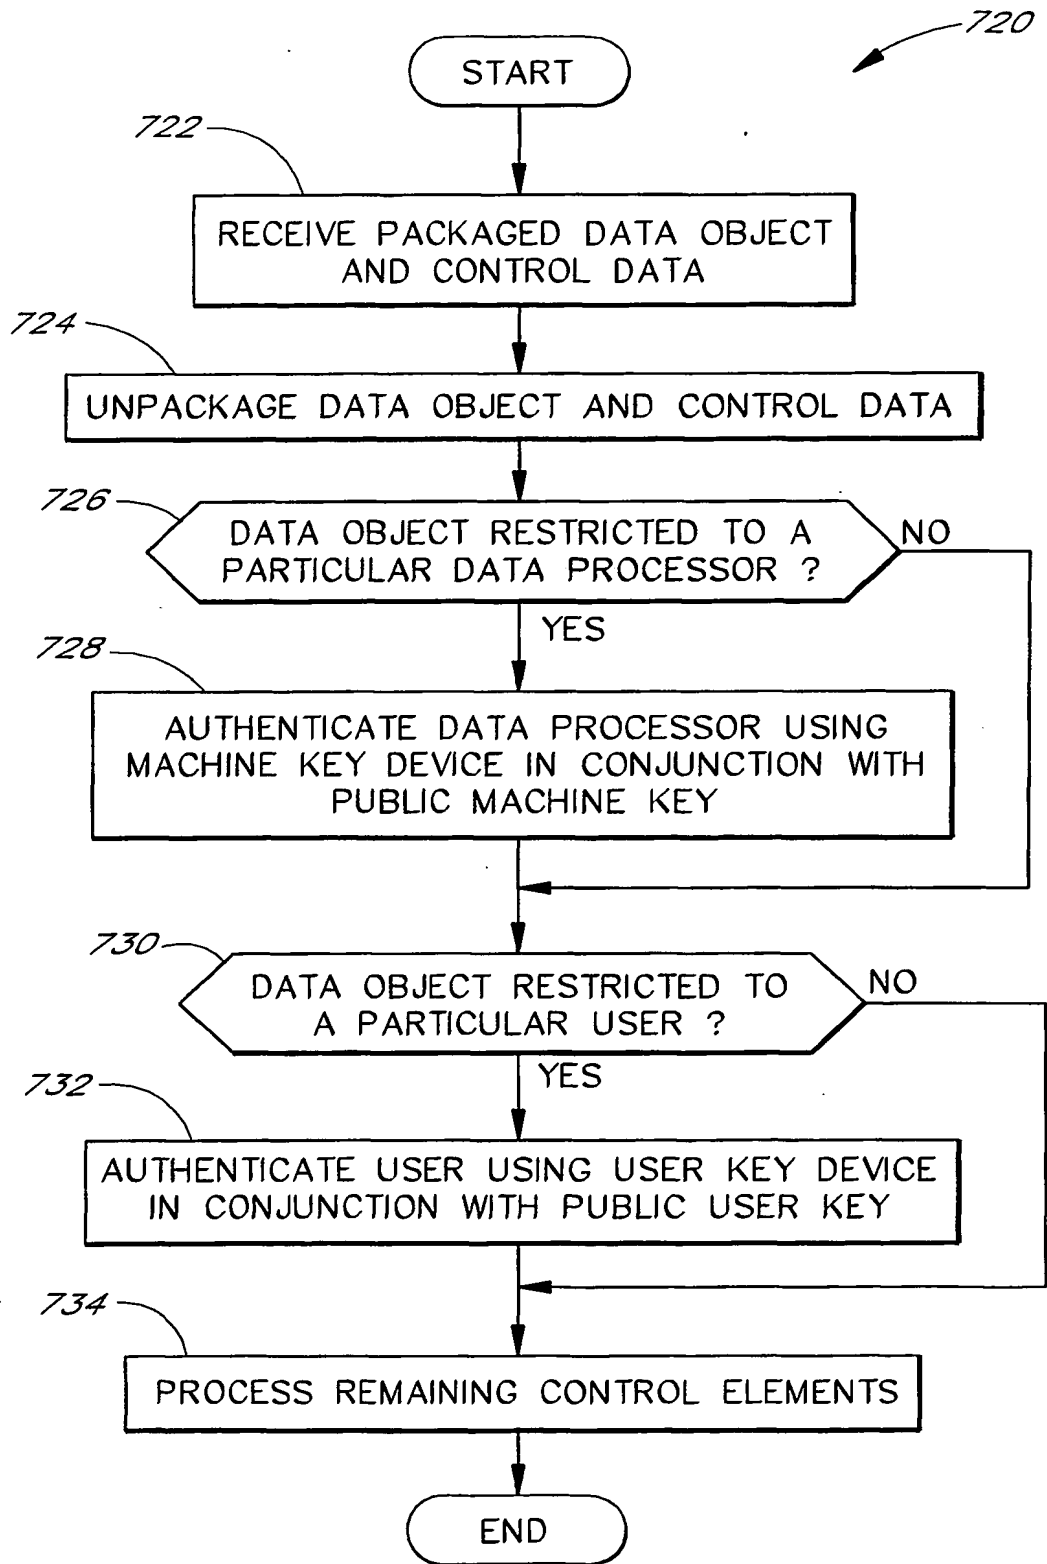 720
START
722
RECEIVE PACKAGED DATA OBJECT
AND CONTROL DATA
724
UNPACKAGE DATA OBJECT AND CONTROL DATA
726
DATA OBJECT RESTRICTED TO A
PARTICULAR DATA PROCESSOR ?
NO
YES
728
AUTHENTICATE DATA PROCESSOR USING
MACHINE KEY DEVICE IN CONJUNCTION WITH
PUBLIC MACHINE KEY
730
DATA OBJECT RESTRICTED TO
A PARTICULAR USER ?
NO
YES
732
AUTHENTICATE USER USING USER KEY DEVICE
IN CONJUNCTION WITH PUBLIC USER KEY
734
PROCESS REMAINING CONTROL ELEMENTS
END